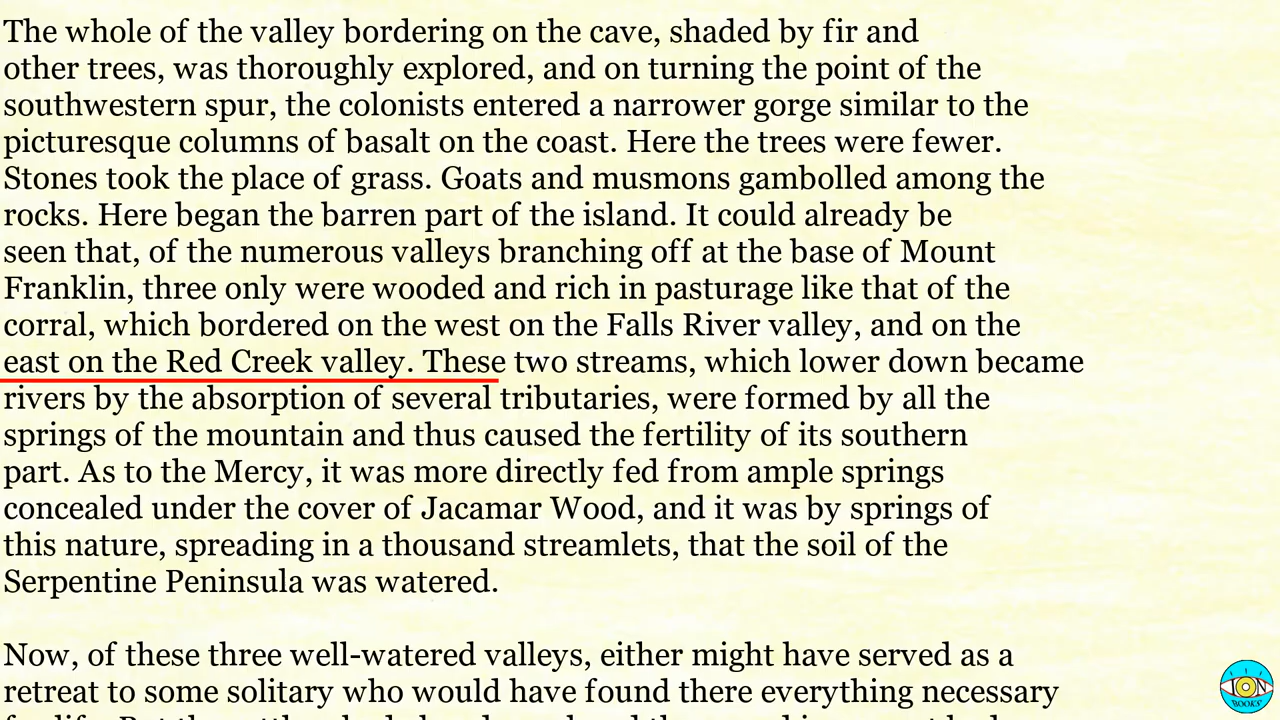 The whole of the valley bordering on the cave, shaded by fir and
other trees, was thoroughly explored, and on turning the point of the
southwestern spur, the colonists entered a narrower gorge similar to the
picturesque columns of basalt on the coast. Here the trees were fewer.
Stones took the place of grass. Goats and musmons gambolled among the
rocks. Here began the barren part of the island. It could already be
seen that, of the numerous valleys branching off at the base of Mount
Franklin, three only were wooded and rich in pasturage like that of the
corral, which bordered on the west on the Falls River valley, and on the
east on the Red Creek valley. These two streams, which lower down became
rivers by the absorption of several tributaries, were formed by all the
springs of the mountain and thus caused the fertility of its southern
part. As to the Mercy, it was more directly fed from ample springs
concealed under the cover of Jacamar Wood, and it was by springs of
this nature, spreading in a thousand streamlets, that the soil of the
Serpentine Peninsula was watered.
Now, of these three well-watered valleys, either might have served as a
retreat to some solitary who would have found there everything necessary
ION
BOOKS